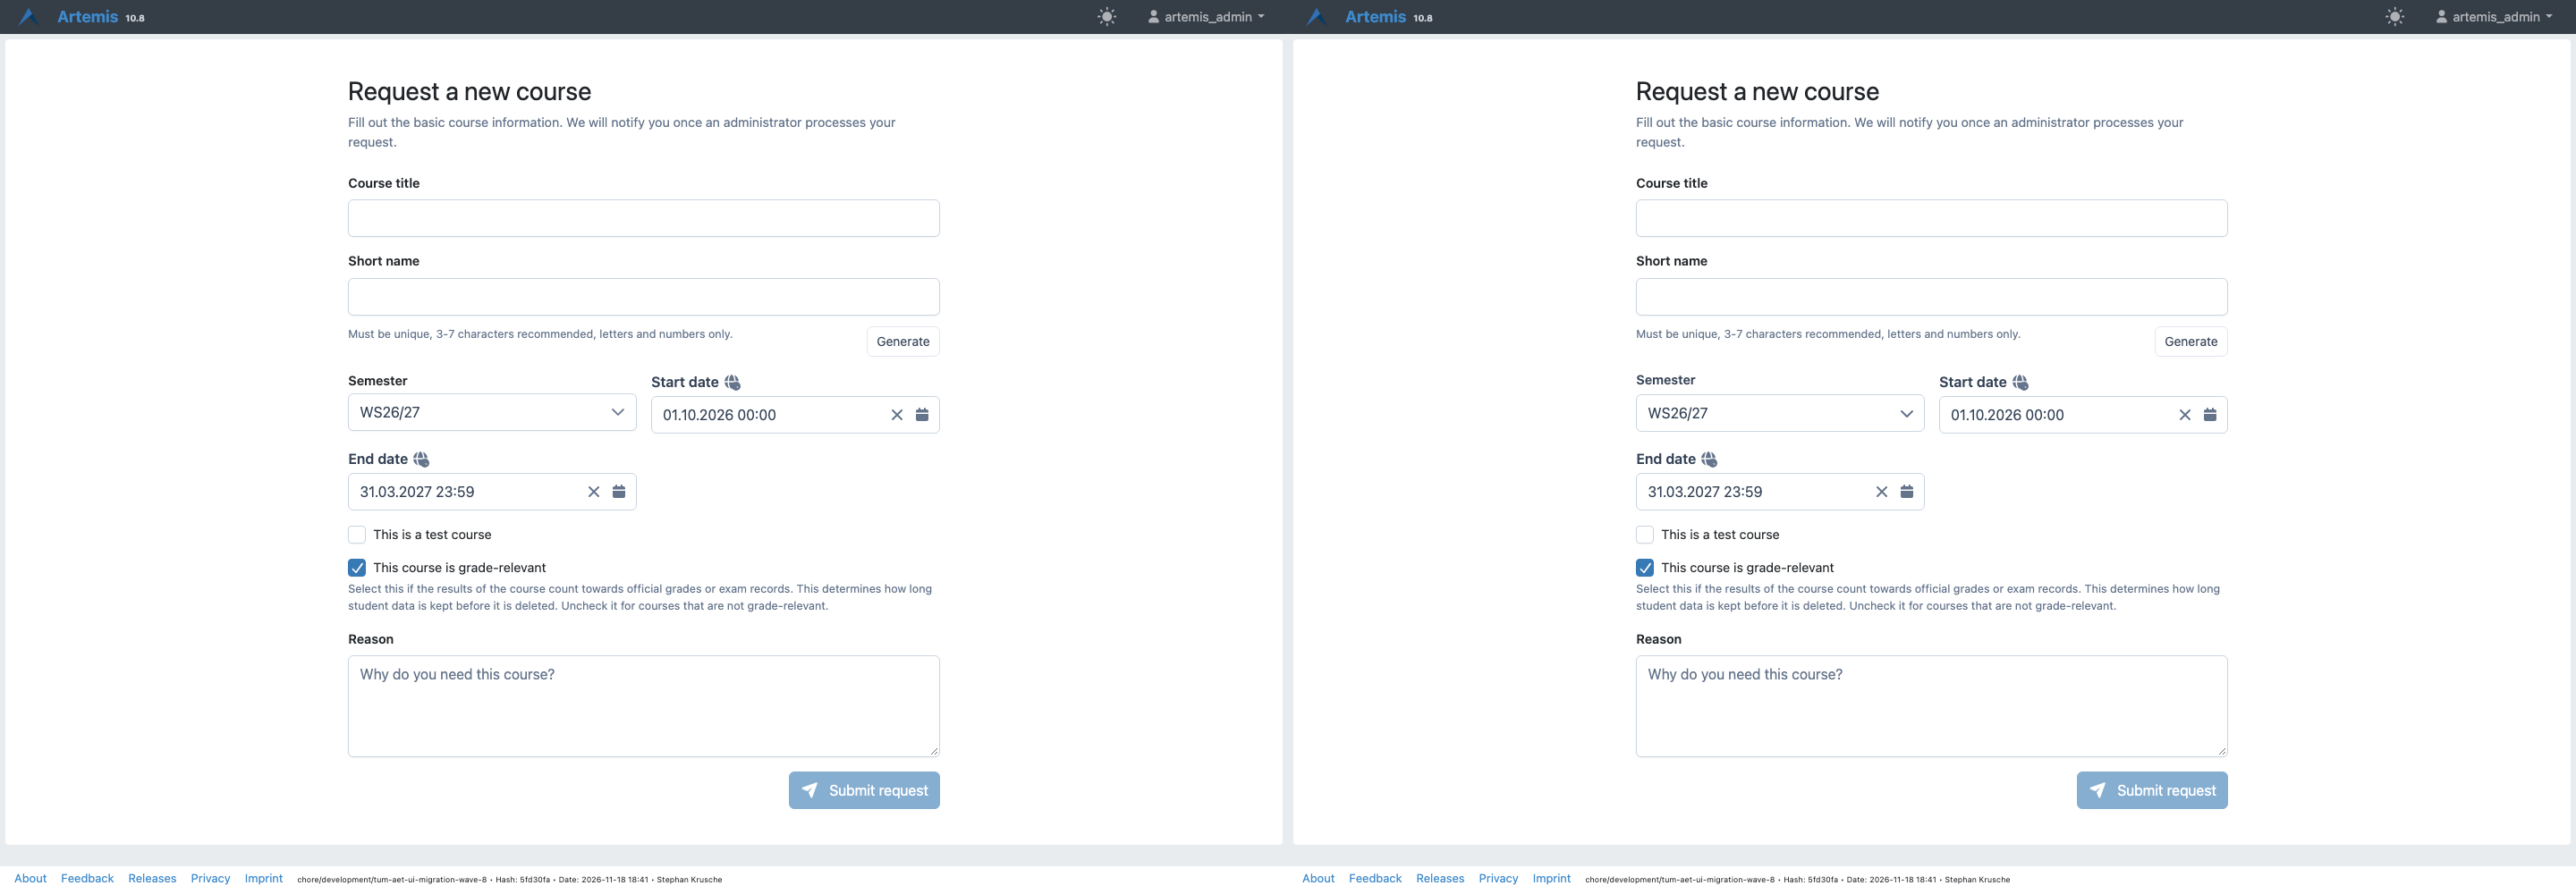 Artemis 10.8
artemis_admin
Request a new course
Fill out the basic course information. We will notify you once an administrator processes your
request.
Course title
Short name
Must be unique, 3-7 characters recommended, letters and numbers only.
Generate
Semester
Start date
WS26/27
01.10.2026 00:00
End date
31.03.2027 23:59
This is a test course
This course is grade-relevant
Select this if the results of the course count towards official grades or exam records. This determines how long
student data is kept before it is deleted. Uncheck it for courses that are not grade-relevant.
Reason
Why do you need this course?
Submit request
About Feedback Releases Privacy Imprint chore/development/tum-aet-ui-migration-wave-8 • Hash: 5fd30fa • Date: 2026-11-18 18:41 • Stephan Krusche
Artemis 10.8
artemis_admin
Request a new course
Fill out the basic course information. We will notify you once an administrator processes your
request.
Course title
Short name
Must be unique, 3-7 characters recommended, letters and numbers only.
Generate
Semester
Start date
WS26/27
01.10.2026 00:00
End date
31.03.2027 23:59
This is a test course
This course is grade-relevant
Select this if the results of the course count towards official grades or exam records. This determines how long
student data is kept before it is deleted. Uncheck it for courses that are not grade-relevant.
Reason
Why do you need this course?
Submit request
About Feedback Releases Privacy Imprint chore/development/tum-aet-ui-migration-wave-8 • Hash: 5fd30fa • Date: 2026-11-18 18:41 • Stephan Krusche